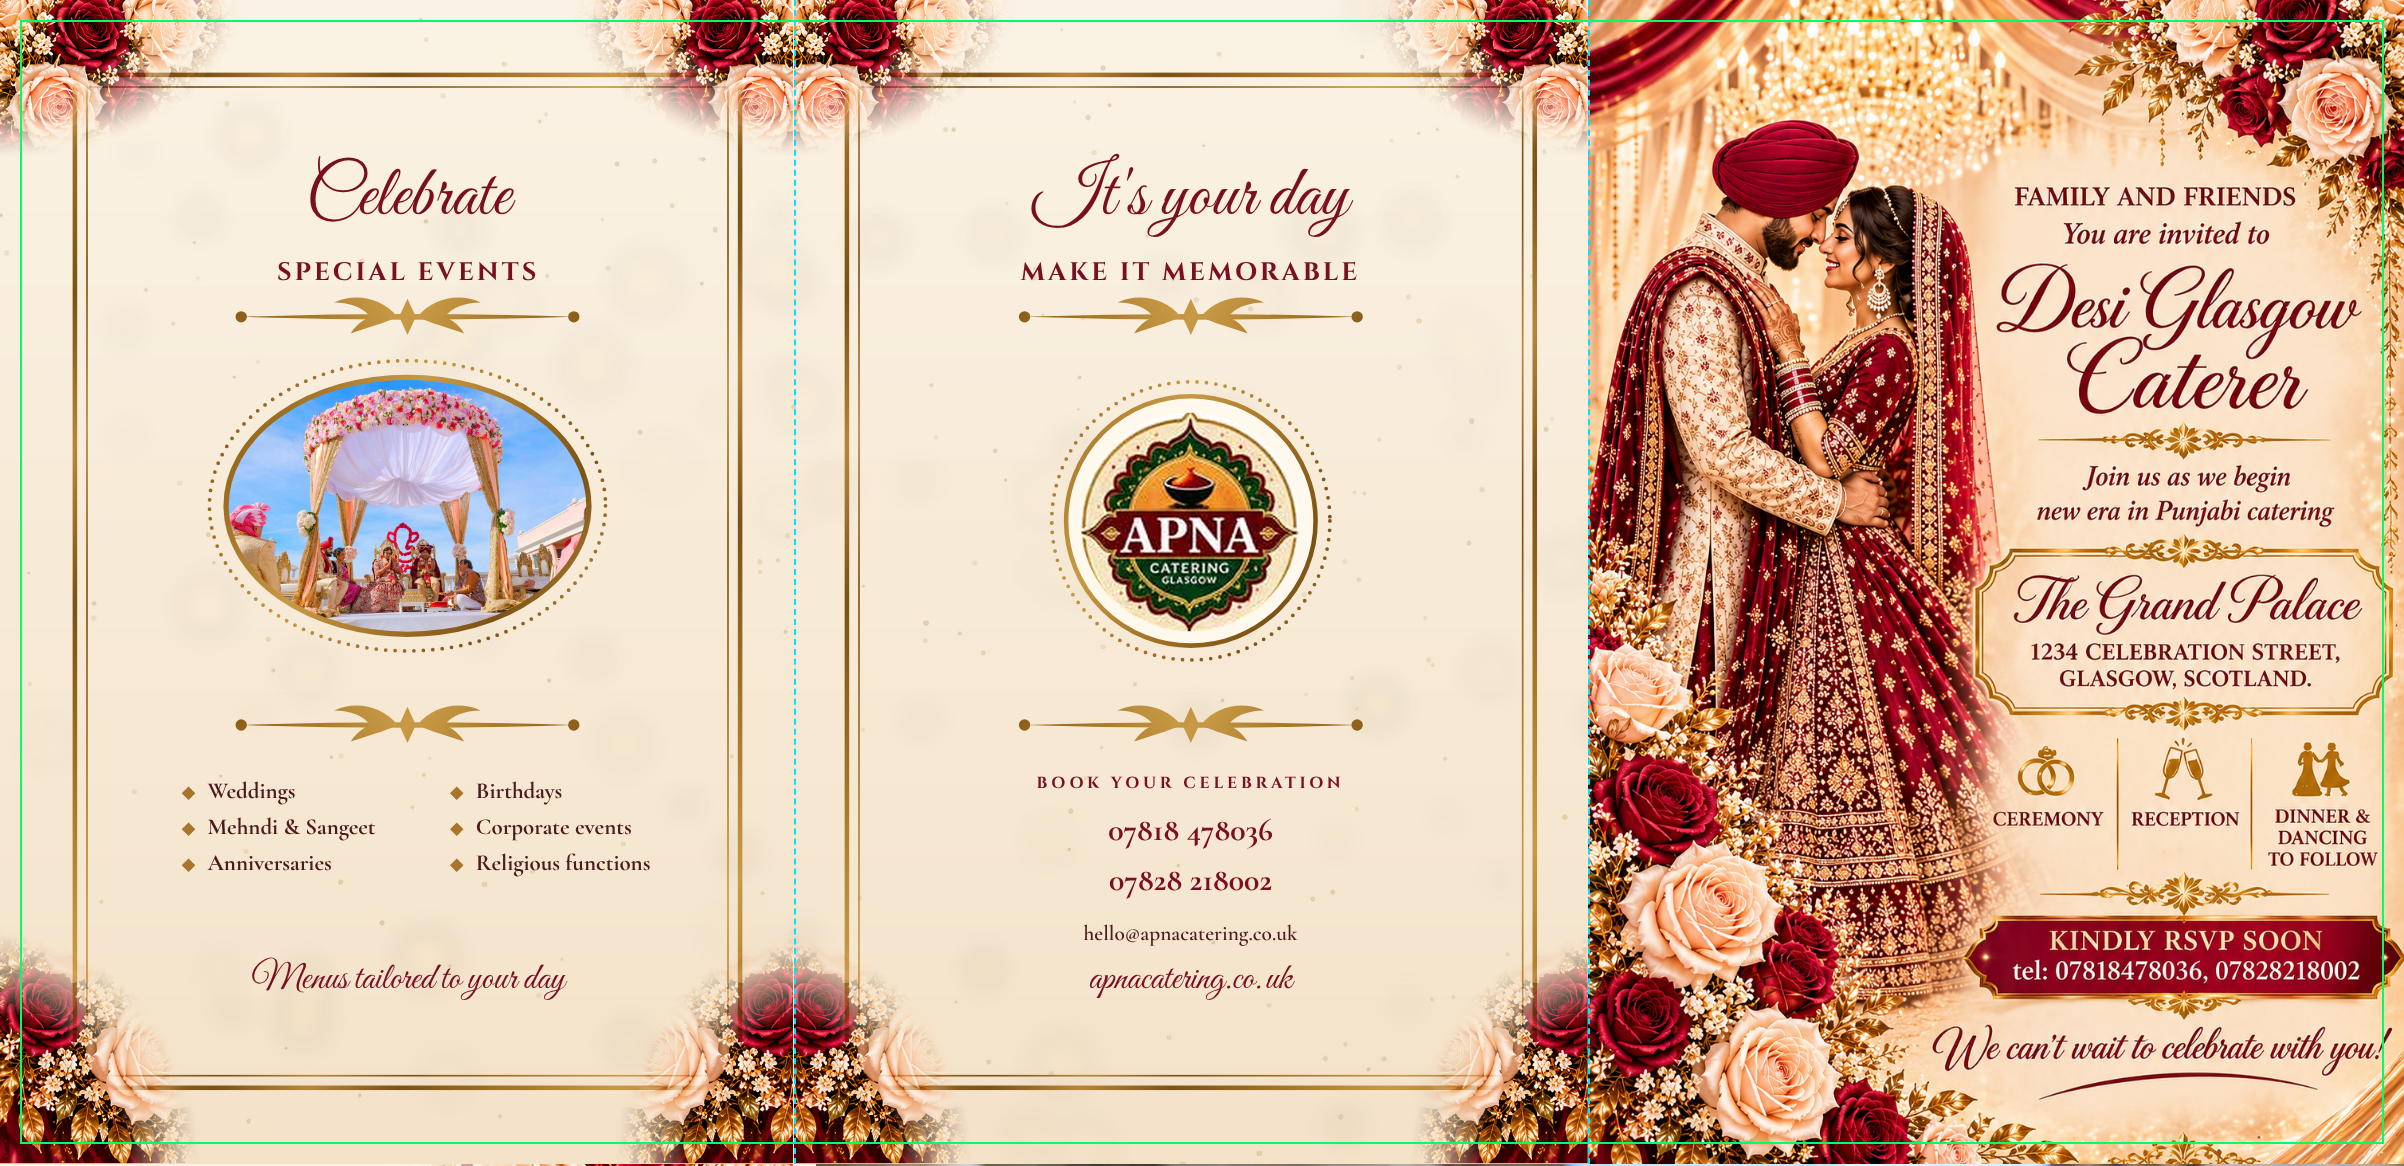 Celebrate
SPECIAL EVENTS
Weddings
Mehndi & Sangeet
Anniversaries
Birthdays
Corporate events
Religious functions
Menus tailored to your day
It's your day
MAKE IT MEMORABLE
APNA
CATERING
GLASGOW
BOOK YOUR CELEBRATION
07818 478036
07828 218002
hello@apnacatering.co.uk
apnacatering.co.uk
FAMILY AND FRIENDS
You are invited to
Desi Glasgow
Caterer
Join us as we begin
new era in Punjabi catering
The Grand Palace
1234 CELEBRATION STREET,
GLASGOW, SCOTLAND.
CEREMONY
RECEPTION
DINNER &
DANCING
TO FOLLOW
KINDLY RSVP SOON
tel: 07818478036, 07828218002
We can't wait to celebrate with you!